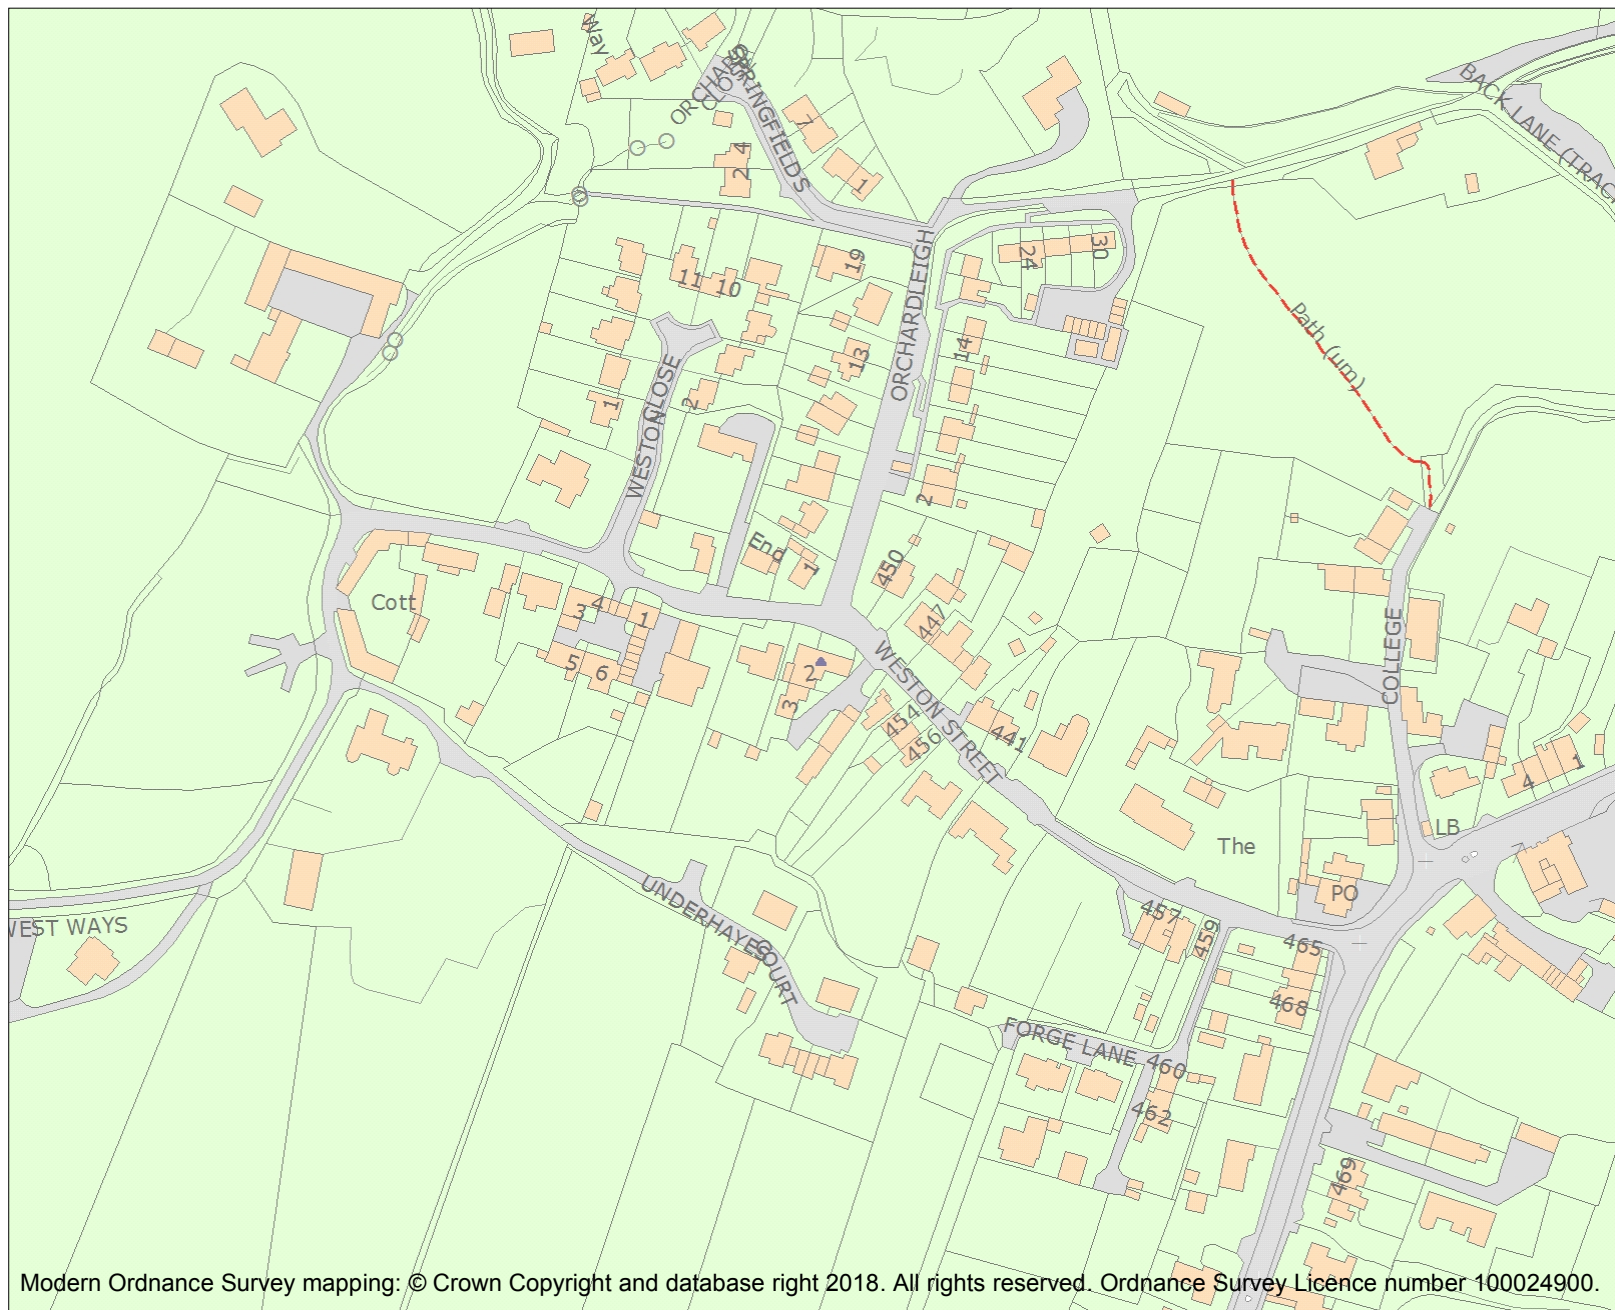 Way
ORCHARD
CLOSE
SPRINGFIELDS
BACK LANE (TRAC
7
24
1
ORCHARDLEIGH
19
24
30
11
10
Path (um)
14
13
WESTON
CLOSE
1
2
2
End
1
450
Cott
3
4
1
447
5
6
2
3
WESTON STREET
454
456
441
COLLEGE
4
1
LB
The
PO
UNDERHAYES
COURT
WEST WAYS
457
459
465
468
FORGE LANE
460
462
469
Modern Ordnance Survey mapping: © Crown Copyright and database right 2018. All rights reserved. Ordnance Survey Licence number 100024900.